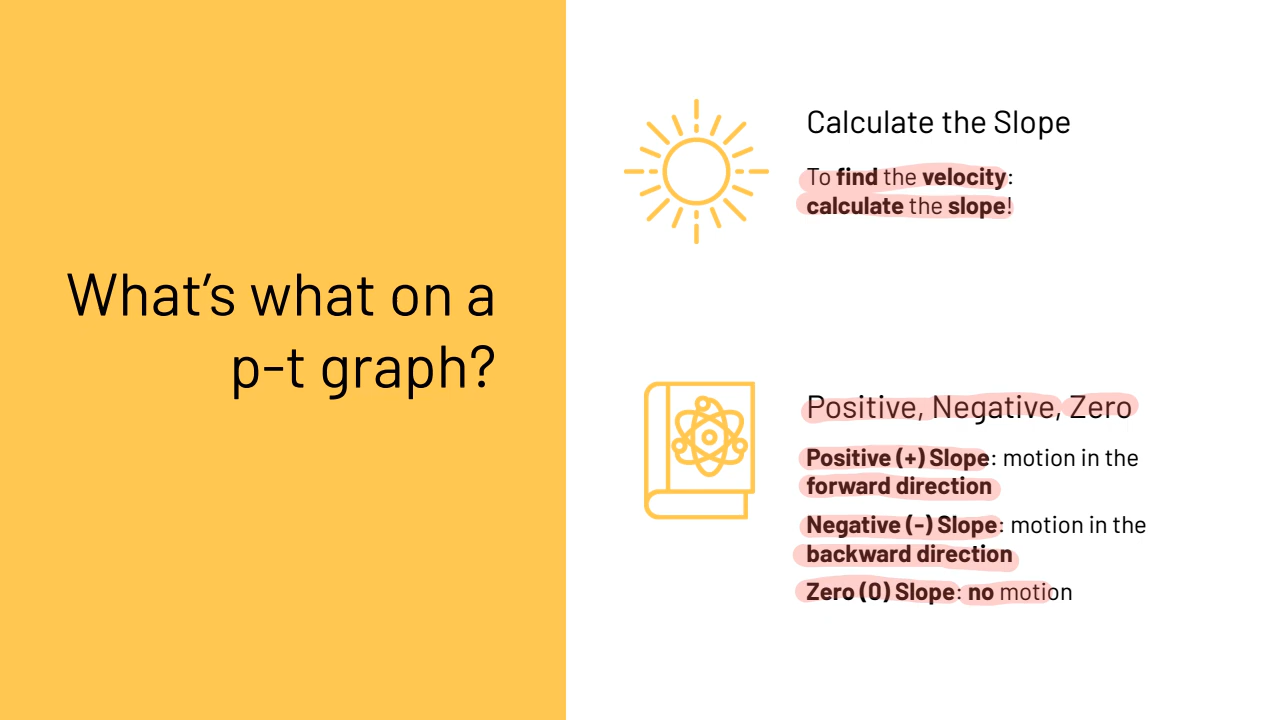 What’s what on a
p-t graph?
Calculate the Slope
To find the velocity:
calculate the slope!
Positive, Negative, Zero
Positive (+) Slope: motion in the
forward direction
Negative (-) Slope: motion in the
backward direction
Zero (0) Slope: no motion